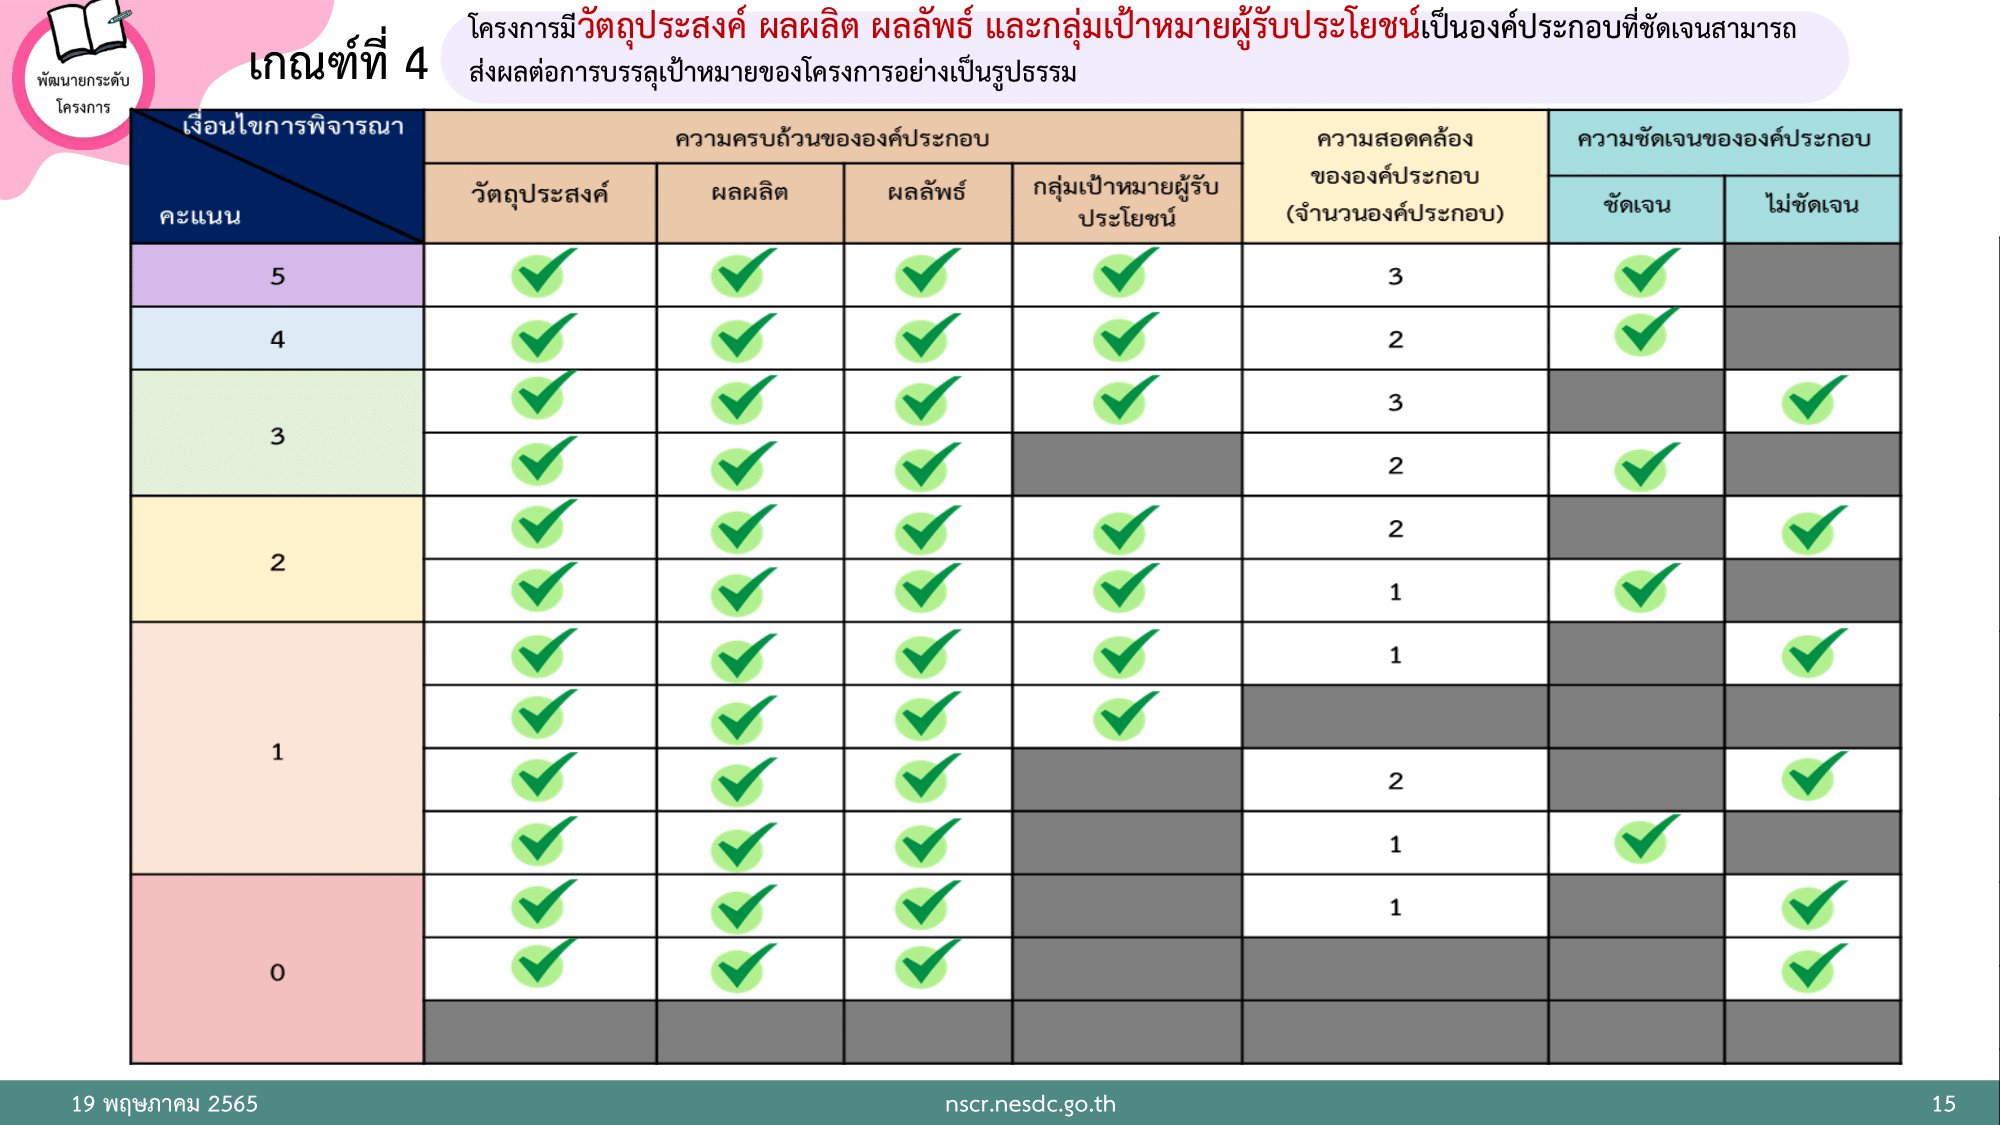 พัฒนายกระดับ
โครงการ
เกณฑ์ที่ 4
โครงการมีวัตถุประสงค์ ผลผลิต ผลลัพธ์ และกลุ่มเป้าหมายผู้รับประโยชน์เป็นองค์ประกอบที่ชัดเจนสามารถ
ส่งผลต่อการบรรลุเป้าหมายของโครงการอย่างเป็นรูปธรรม
เงื่อนไขการพิจารณา
คะแนน
ความครบถ้วนขององค์ประกอบ
วัตถุประสงค์
ผลผลิต
ผลลัพธ์
กลุ่มเป้าหมายผู้รับ
ประโยชน์
ความสอดคล้อง
ขององค์ประกอบ
(จำนวนองค์ประกอบ)
ความชัดเจนขององค์ประกอบ
ชัดเจน
ไม่ชัดเจน
5 3
4 2
3 3
2
2 2
1
1 1
2
1
0 1
19 พฤษภาคม 2565
nscr.nesdc.go.th
15